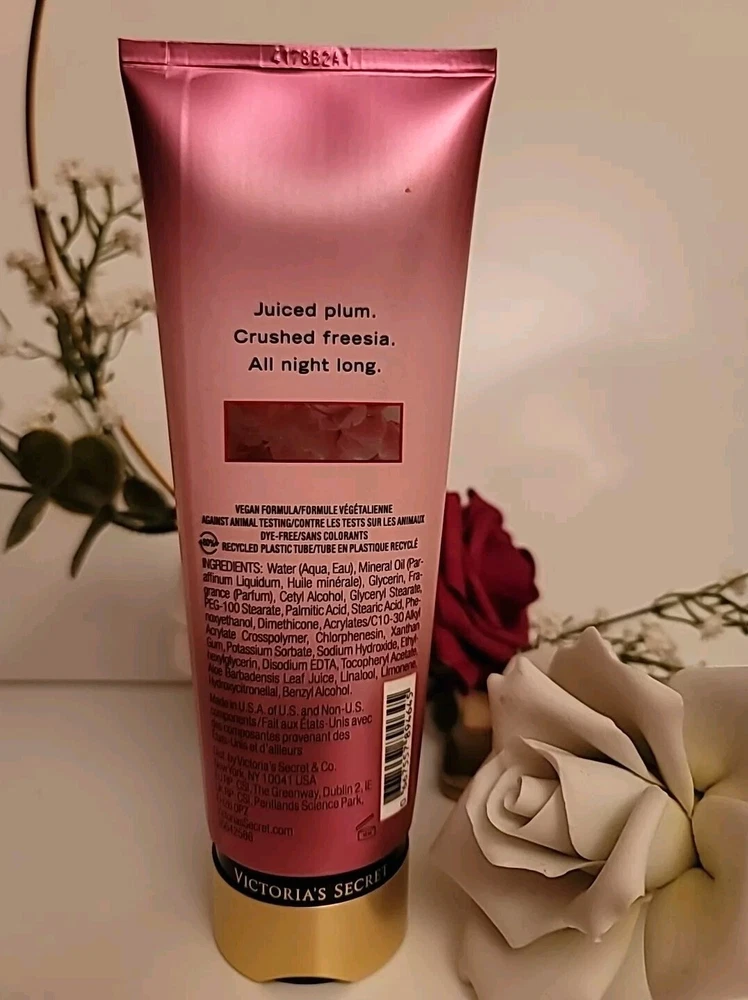 Juiced plum.
Crushed freesia.
All night long.
VEGAN FORMULA/FORMULE VÉGÉTALIENNE
AGAINST ANIMAL TESTING/CONTRE LES TESTS SUR LES ANIMAUX
DYE-FREE/SANS COLORANTS
RECYCLED PLASTIC TUBE/TUBE EN PLASTIQUE RECYCLÉ
INGREDIENTS: Water (Aqua, Eau), Mineral Oil (Par-
affinum Liquidum, Huile minérale), Glycerin, Fra-
grance (Parfum), Cetyl Alcohol, Glyceryl Stearate,
PEG-100 Stearate, Palmitic Acid, Stearic Acid, Phe-
noxyethanol, Dimethicone, Acrylates/C10-30 Alkyl
Acrylate Crosspolymer, Chlorphenesin, Xanthan
Gum, Potassium Sorbate, Sodium Hydroxide, Ethyl-
hexylglycerin, Disodium EDTA, Tocopheryl Acetate,
Aloe Barbadensis Leaf Juice, Linalool, Limonene,
Hydroxycitronellal, Benzyl Alcohol.
Made in U.S.A. of U.S. and Non-U.S.
components/Fait aux États-Unis avec
des composantes provenant des
États-Unis et d'ailleurs
by Victoria's Secret & Co.
New York, NY 10041 USA
CSI, The Greenway, Dublin 2, IE
CSI, Pentlands Science Park,
VICTORIA'S SECRET